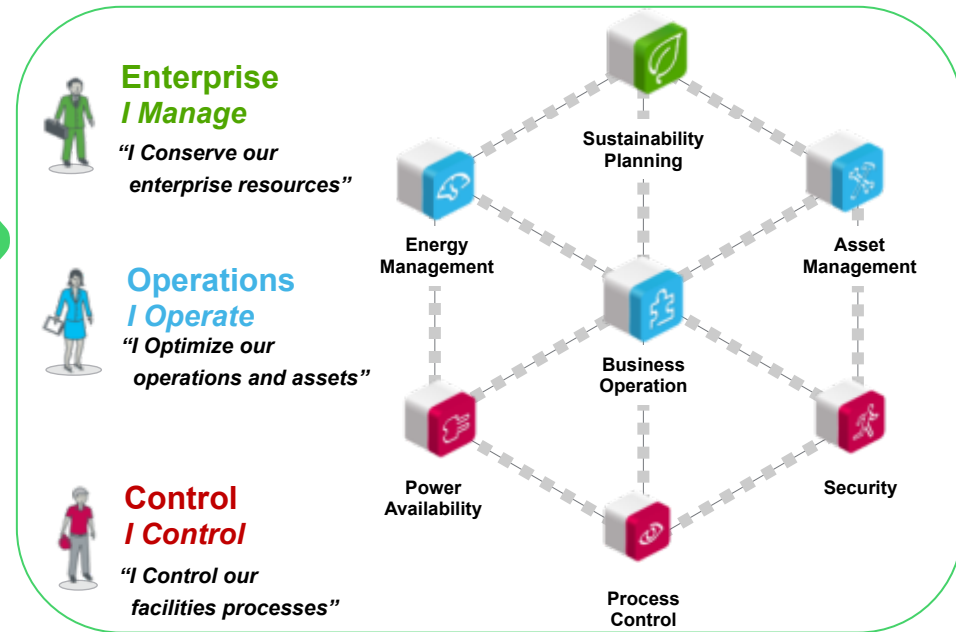 Enterprise
I Manage
“I Conserve our
enterprise resources”
Operations
I Operate
“I Optimize our
operations and assets”
Control
I Control
“I Control our
facilities processes”
Sustainability
Planning
Energy
Management
Asset
Management
Business
Operation
Power
Availability
Security
Process
Control